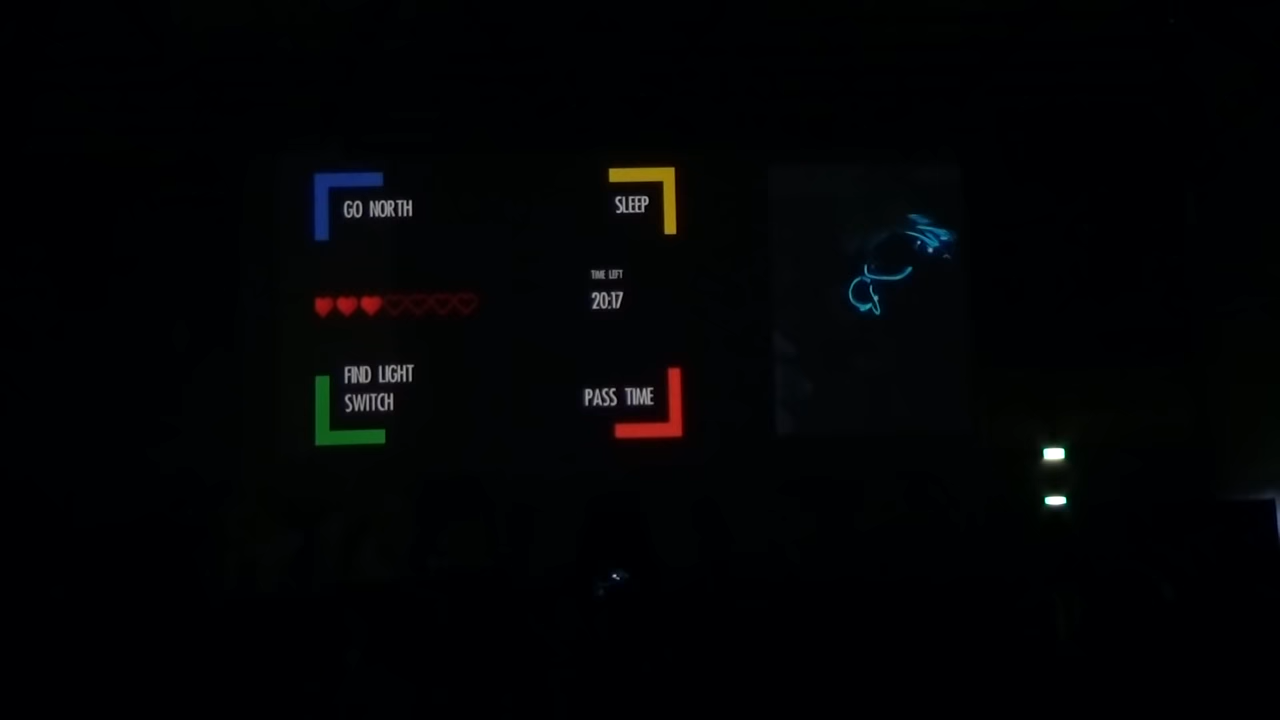 GO NORTH
SLEEP
TIME LEFT
20:17
FIND LIGHT
SWITCH
PASS TIME